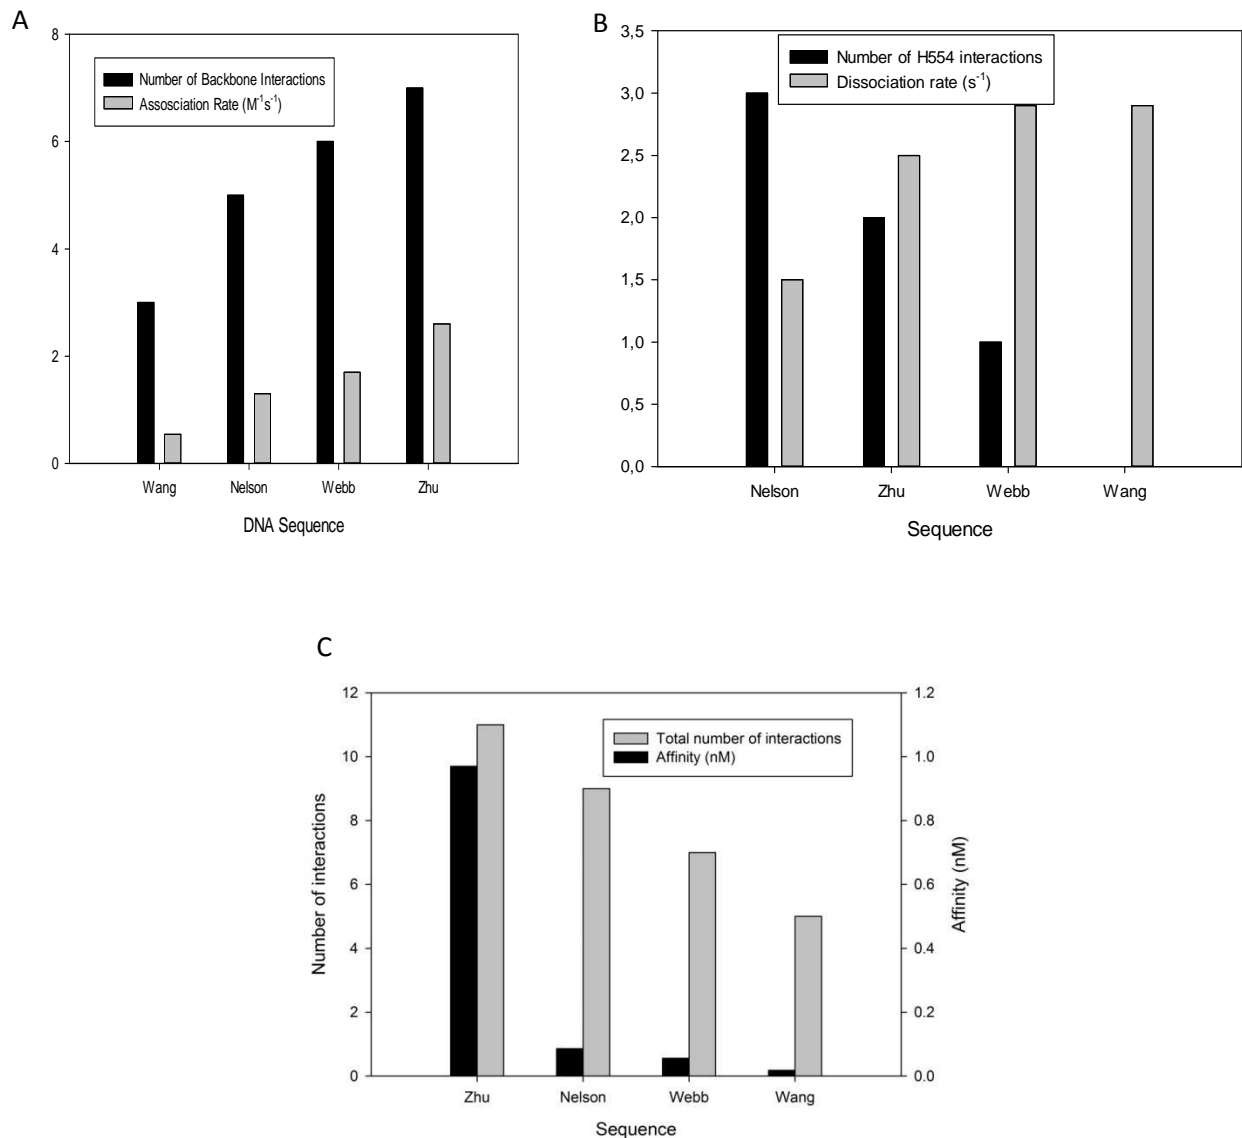 A
8
6
4
2
0
Number of Backbone Interactions
Assosciation Rate (M⁻¹s⁻¹)
Wang Nelson Webb Zhu
DNA Sequence
B
3,5
3,0
2,5
2,0
1,5
1,0
0,5
0,0
Number of H554 interactions
Dissociation rate (s⁻¹)
Nelson Zhu Webb Wang
Sequence
C
Number of interactions
12
10
8
6
4
2
0
Total number of interactions
Affinity (nM)
1.2
1.0
0.8
0.6
0.4
0.2
0.0
Affinity (nM)
Zhu Nelson Webb Wang
Sequence